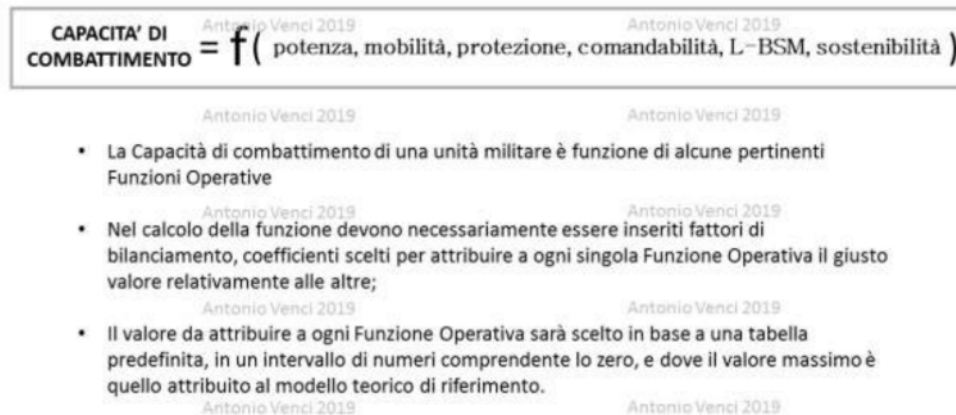 Antonio Venci 2019 Antonio Venci 2019
CAPACITA' DI
COMBATTIMENTO = f( potenza, mobilità, protezione, comandabilità, L-BSM, sostenibilità )
Antonio Venci 2019 Antonio Venci 2019
• La Capacità di combattimento di una unità militare è funzione di alcune pertinenti
Funzioni Operative
Antonio Venci 2019 Antonio Venci 2019
• Nel calcolo della funzione devono necessariamente essere inseriti fattori di
bilanciamento, coefficienti scelti per attribuire a ogni singola Funzione Operativa il giusto
valore relativamente alle altre;
Antonio Venci 2019 Antonio Venci 2019
• Il valore da attribuire a ogni Funzione Operativa sarà scelto in base a una tabella
predefinita, in un intervallo di numeri comprendente lo zero, e dove il valore massimo è
quello attribuito al modello teorico di riferimento.
Antonio Venci 2019 Antonio Venci 2019